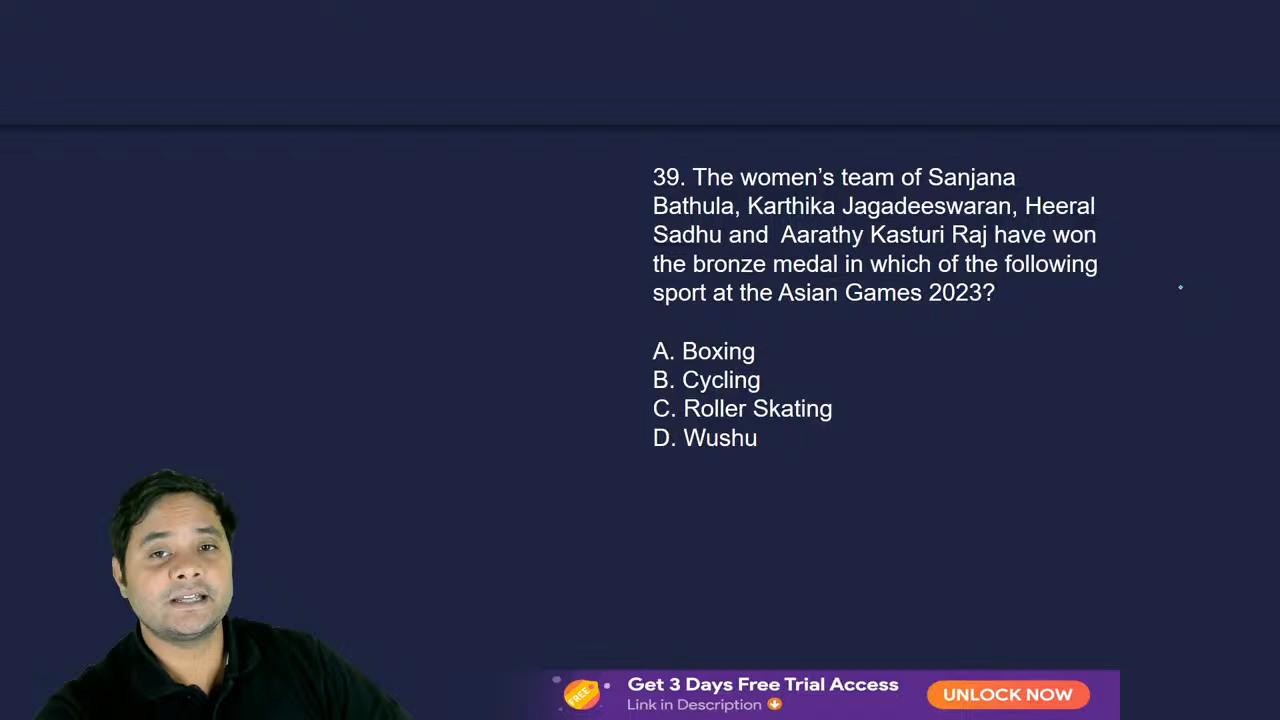 39. The women’s team of Sanjana
Bathula, Karthika Jagadeeswaran, Heeral
Sadhu and  Aarathy Kasturi Raj have won
the bronze medal in which of the following
sport at the Asian Games 2023?
A. Boxing
B. Cycling
C. Roller Skating
D. Wushu
FREE
Get 3 Days Free Trial Access
Link in Description
UNLOCK NOW